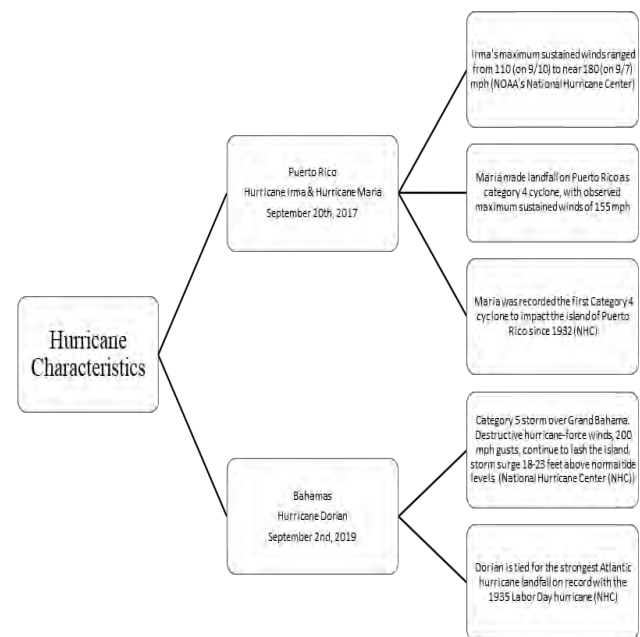 Hurricane
Characteristics
Puerto Rico
Hurricane Irma & Hurricane Maria
September 20th, 2017
Irma's maximum sustained winds ranged
from 110 (on 9/10) to near 180 (on 9/7)
mph (NOAA's National Hurricane Center)
Maria made landfall on Puerto Rico as
category 4 cyclone, with observed
maximum sustained winds of 155 mph
Maria was recorded the first Category 4
cyclone to impact the island of Puerto
Rico since 1932 (NHC)
Bahamas
Hurricane Dorian
September 2nd, 2019
Category 5 storm over Grand Bahama.
Destructive hurricane-force winds, 200
mph gusts, continue to lash the island,
storm surge 18-23 feet above normal tide
levels. (National Hurricane Center (NHC))
Dorian is tied for the strongest Atlantic
hurricane landfall on record with the
1935 Labor Day hurricane (NHC)